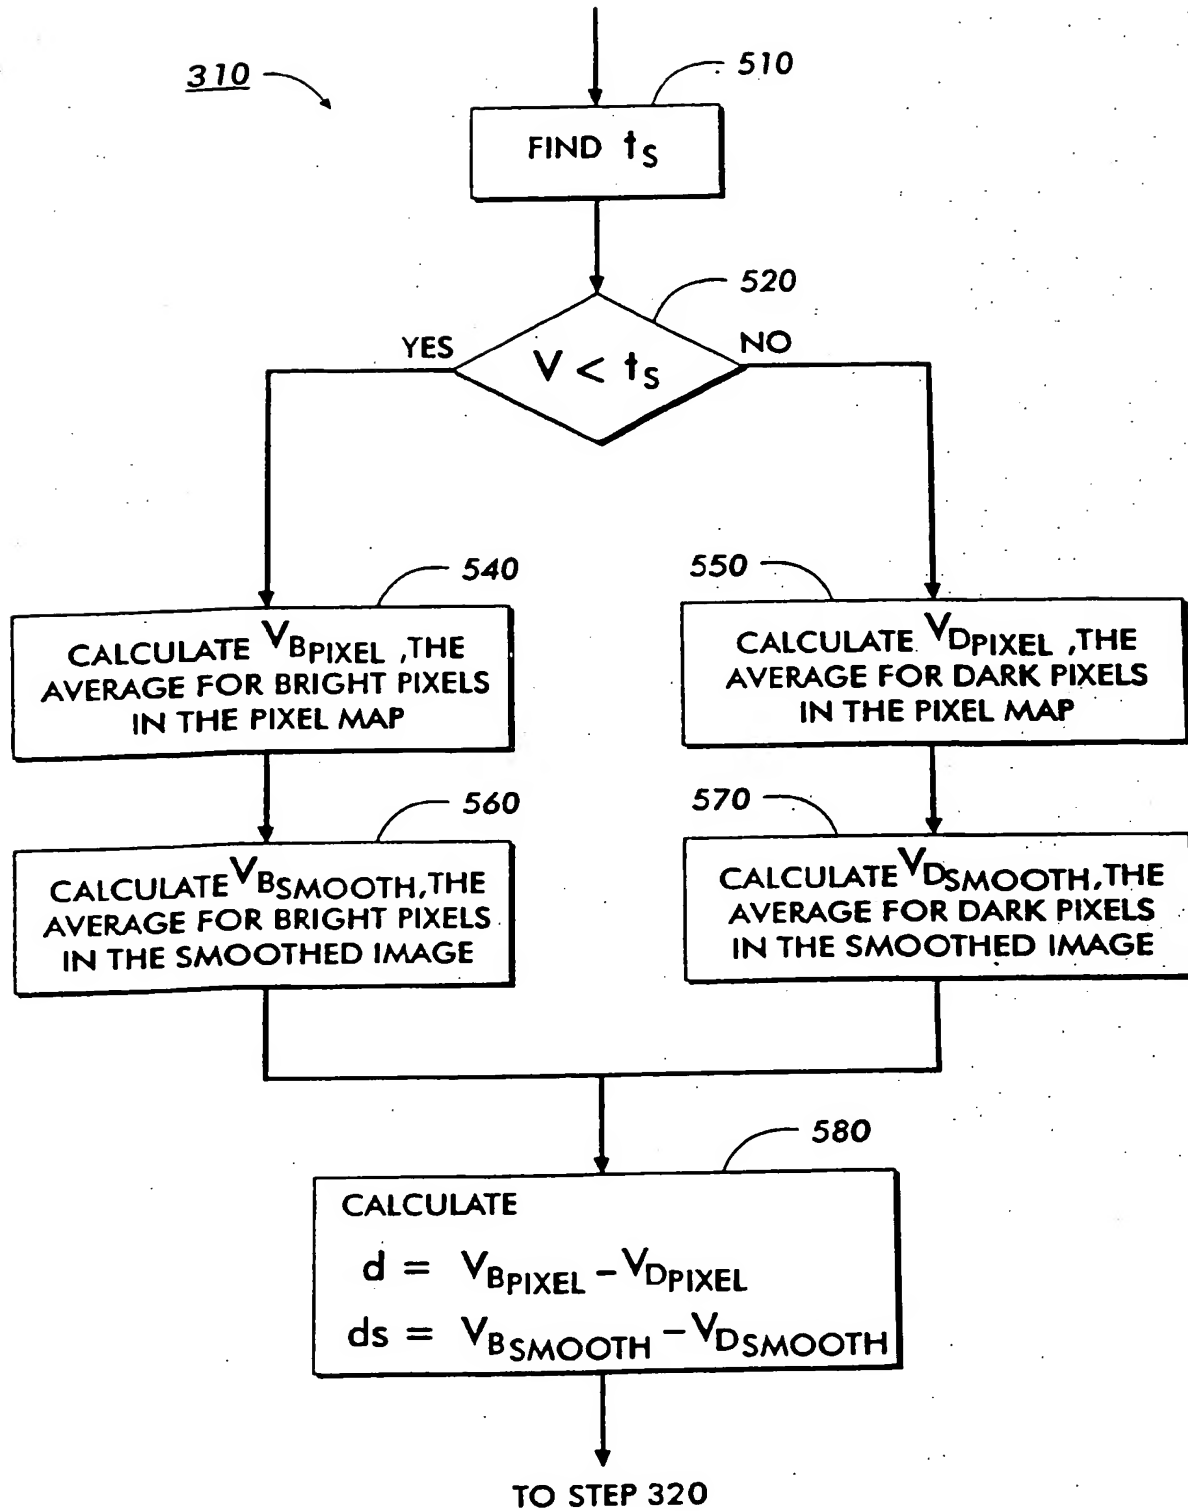 310
510
FIND tS
520
YES
V < tS
NO
540
CALCULATE VBPIXEL ,THE
AVERAGE FOR BRIGHT PIXELS
IN THE PIXEL MAP
550
CALCULATE VDPIXEL ,THE
AVERAGE FOR DARK PIXELS
IN THE PIXEL MAP
560
CALCULATE VBSMOOTH,THE
AVERAGE FOR BRIGHT PIXELS
IN THE SMOOTHED IMAGE
570
CALCULATE VDSMOOTH,THE
AVERAGE FOR DARK PIXELS
IN THE SMOOTHED IMAGE
580
CALCULATE
d = VBPIXEL – VDPIXEL
ds = VBSMOOTH – VDSMOOTH
TO STEP 320